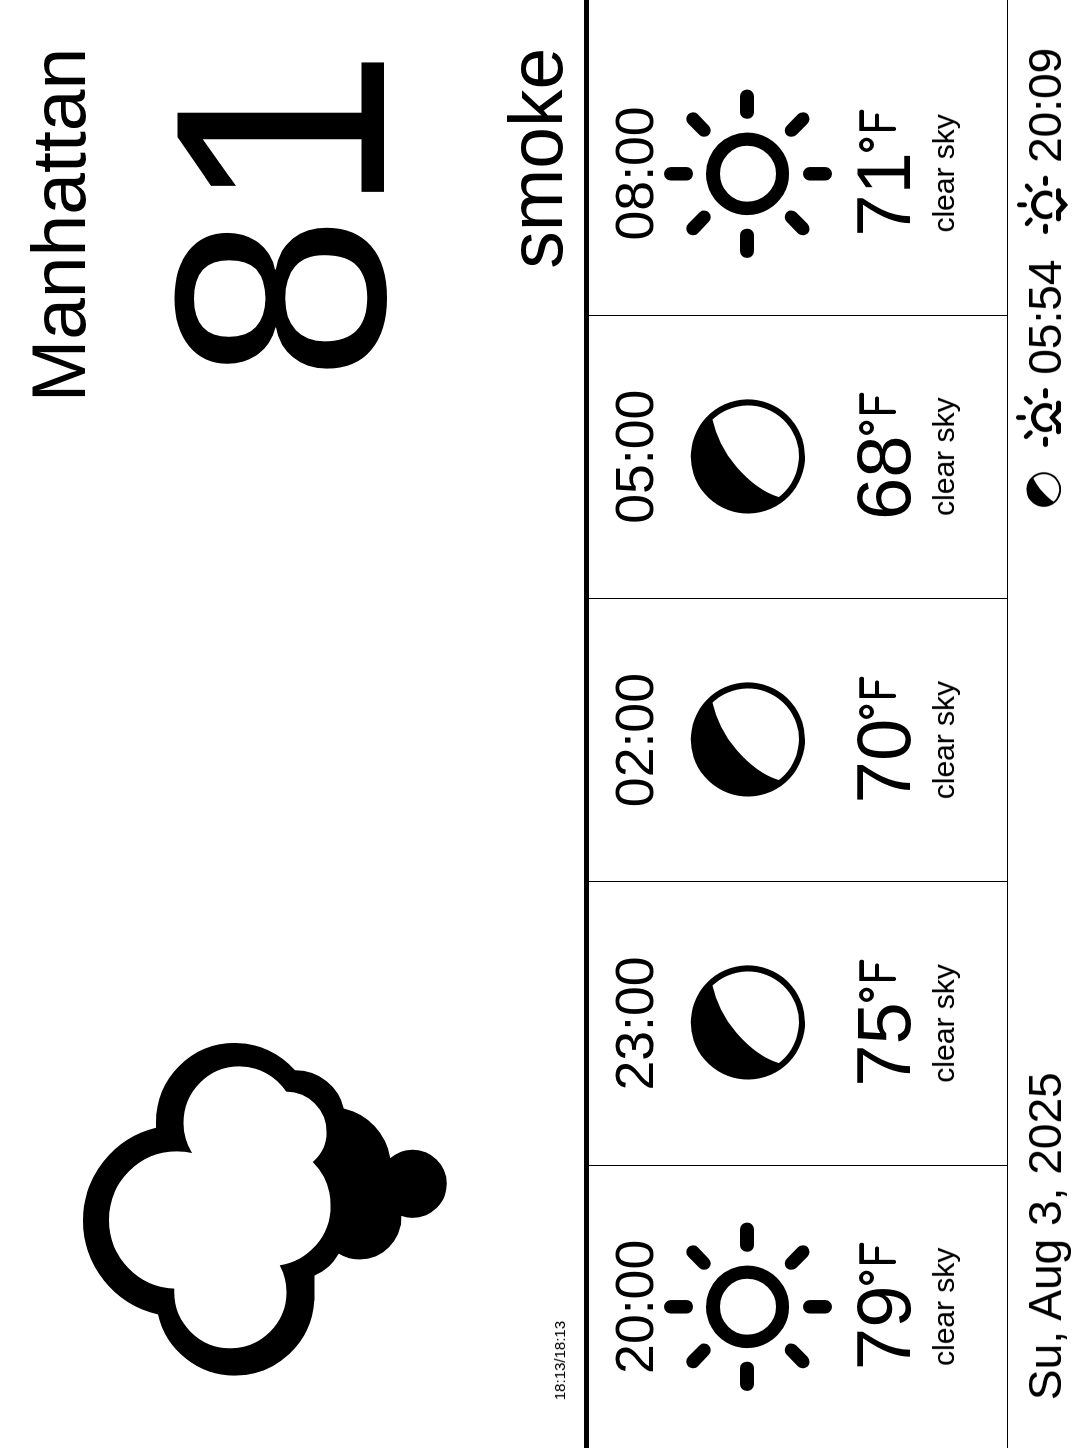 Manhattan
81
smoke
18:13/18:13
20:00 23:00 02:00 05:00 08:00
79°F 75°F 70°F 68°F 71°F
clear sky clear sky clear sky clear sky clear sky
Su, Aug 3, 2025 05:54 20:09